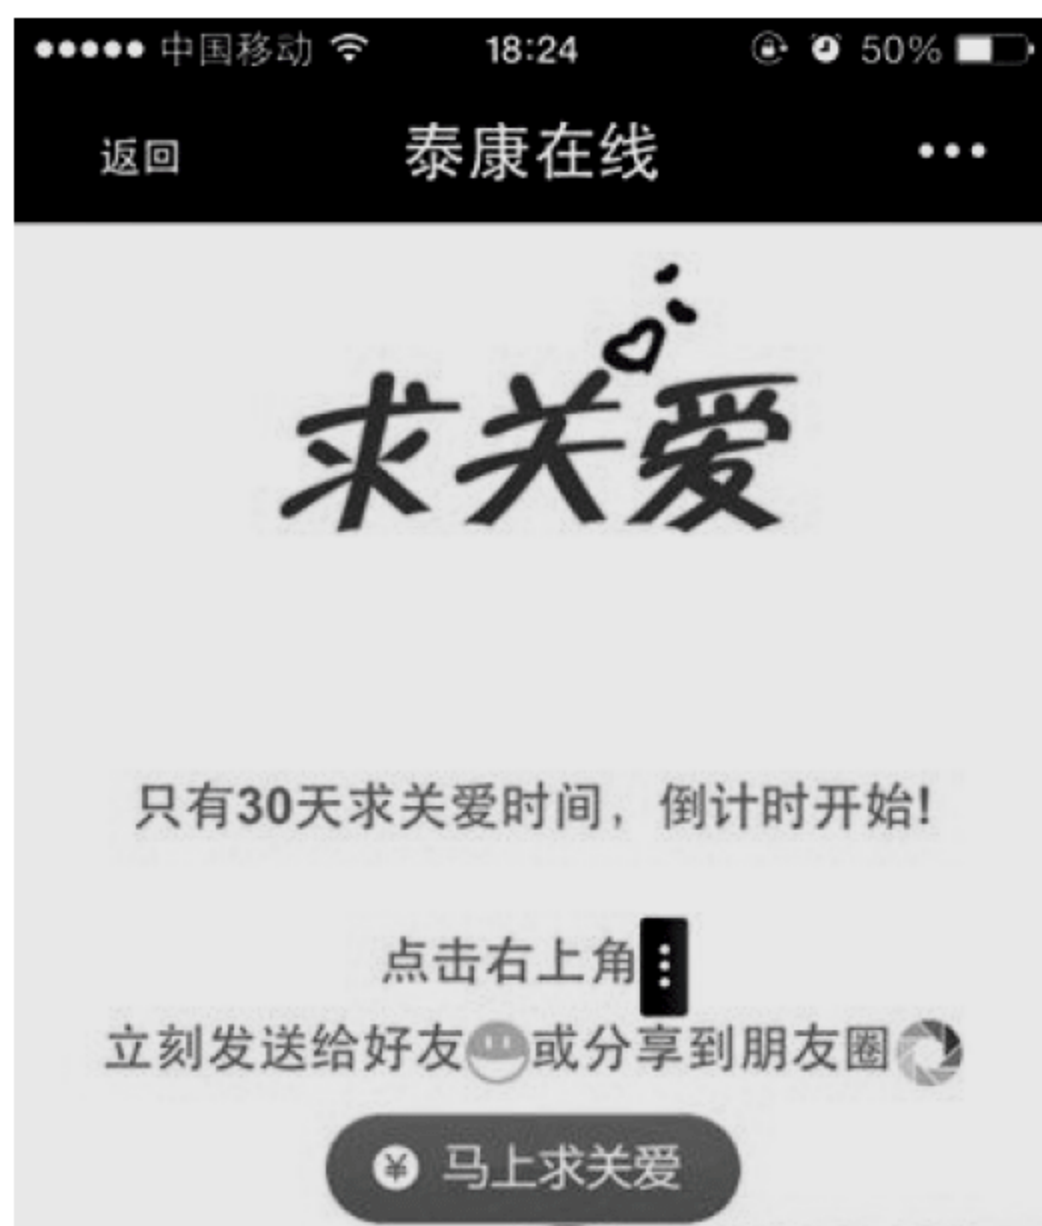 中国移动 18:24 50%
返回 泰康在线
求关爱
只有30天求关爱时间，倒计时开始!
点击右上角
立刻发送给好友或分享到朋友圈
¥ 马上求关爱